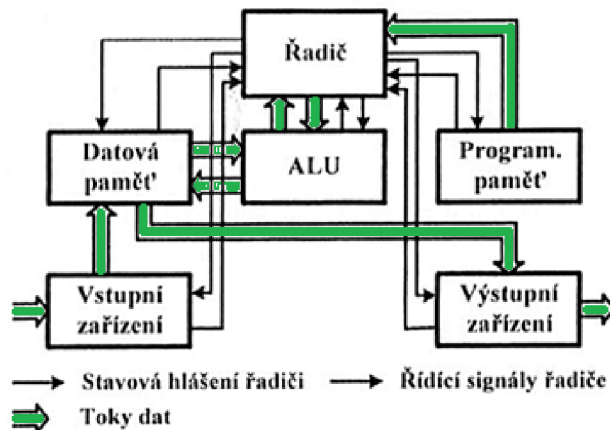 Řadič
Datová
paměť
ALU
Program.
paměť
Vstupní
zařízení
Výstupní
zařízení
Stavová hlášení řadiči
Řídící signály řadiče
Toky dat